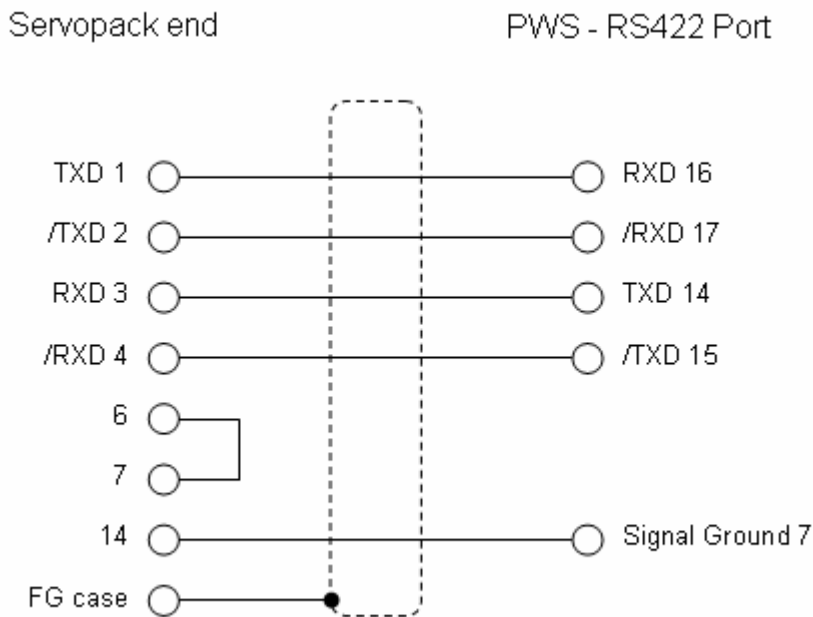 Servopack end PWS - RS422 Port
TXD 1 RXD 16
/TXD 2 /RXD 17
RXD 3 TXD 14
/RXD 4 /TXD 15
6
7
14 Signal Ground 7
FG case